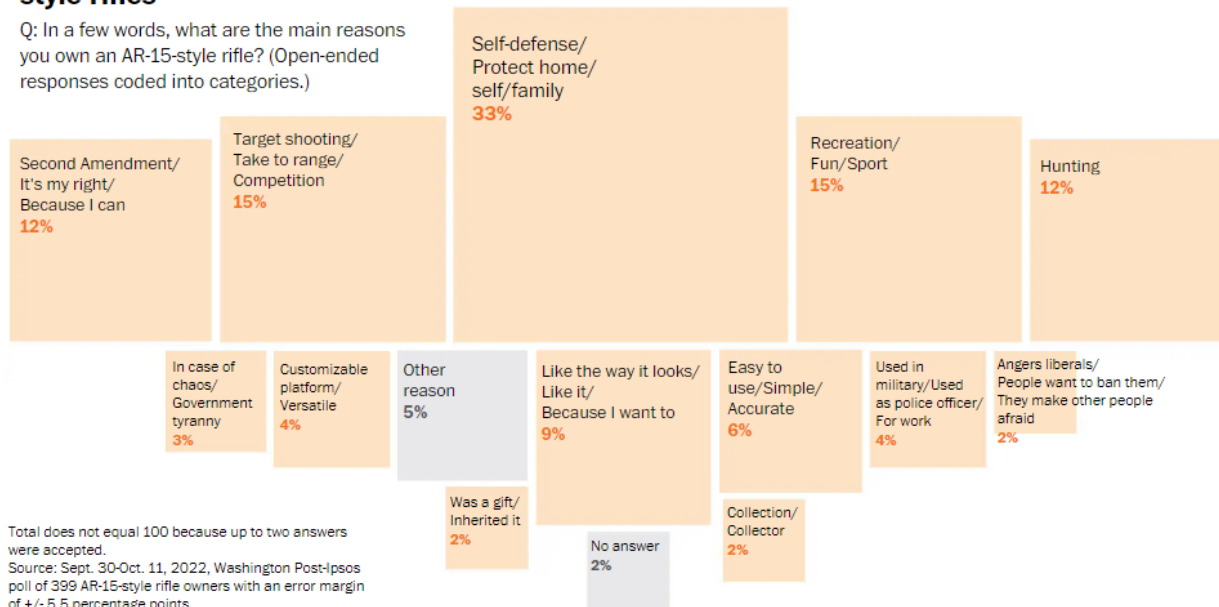 style rifles
Q: In a few words, what are the main reasons
you own an AR-15-style rifle? (Open-ended
responses coded into categories.)
Self-defense/
Protect home/
self/family
33%
Second Amendment/
It's my right/
Because I can
12%
Target shooting/
Take to range/
Competition
15%
Recreation/
Fun/Sport
15%
Hunting
12%
In case of
chaos/
Government
tyranny
3%
Customizable
platform/
Versatile
4%
Other
reason
5%
Like the way it looks/
Like it/
Because I want to
9%
Easy to
use/Simple/
Accurate
6%
Used in
military/Used
as police officer/
For work
4%
Angers liberals/
People want to ban them/
They make other people
afraid
2%
Was a gift/
Inherited it
2%
No answer
2%
Collection/
Collector
2%
Total does not equal 100 because up to two answers
were accepted.
Source: Sept. 30-Oct. 11, 2022, Washington Post-Ipsos
poll of 399 AR-15-style rifle owners with an error margin
of +/- 5.5 percentage points